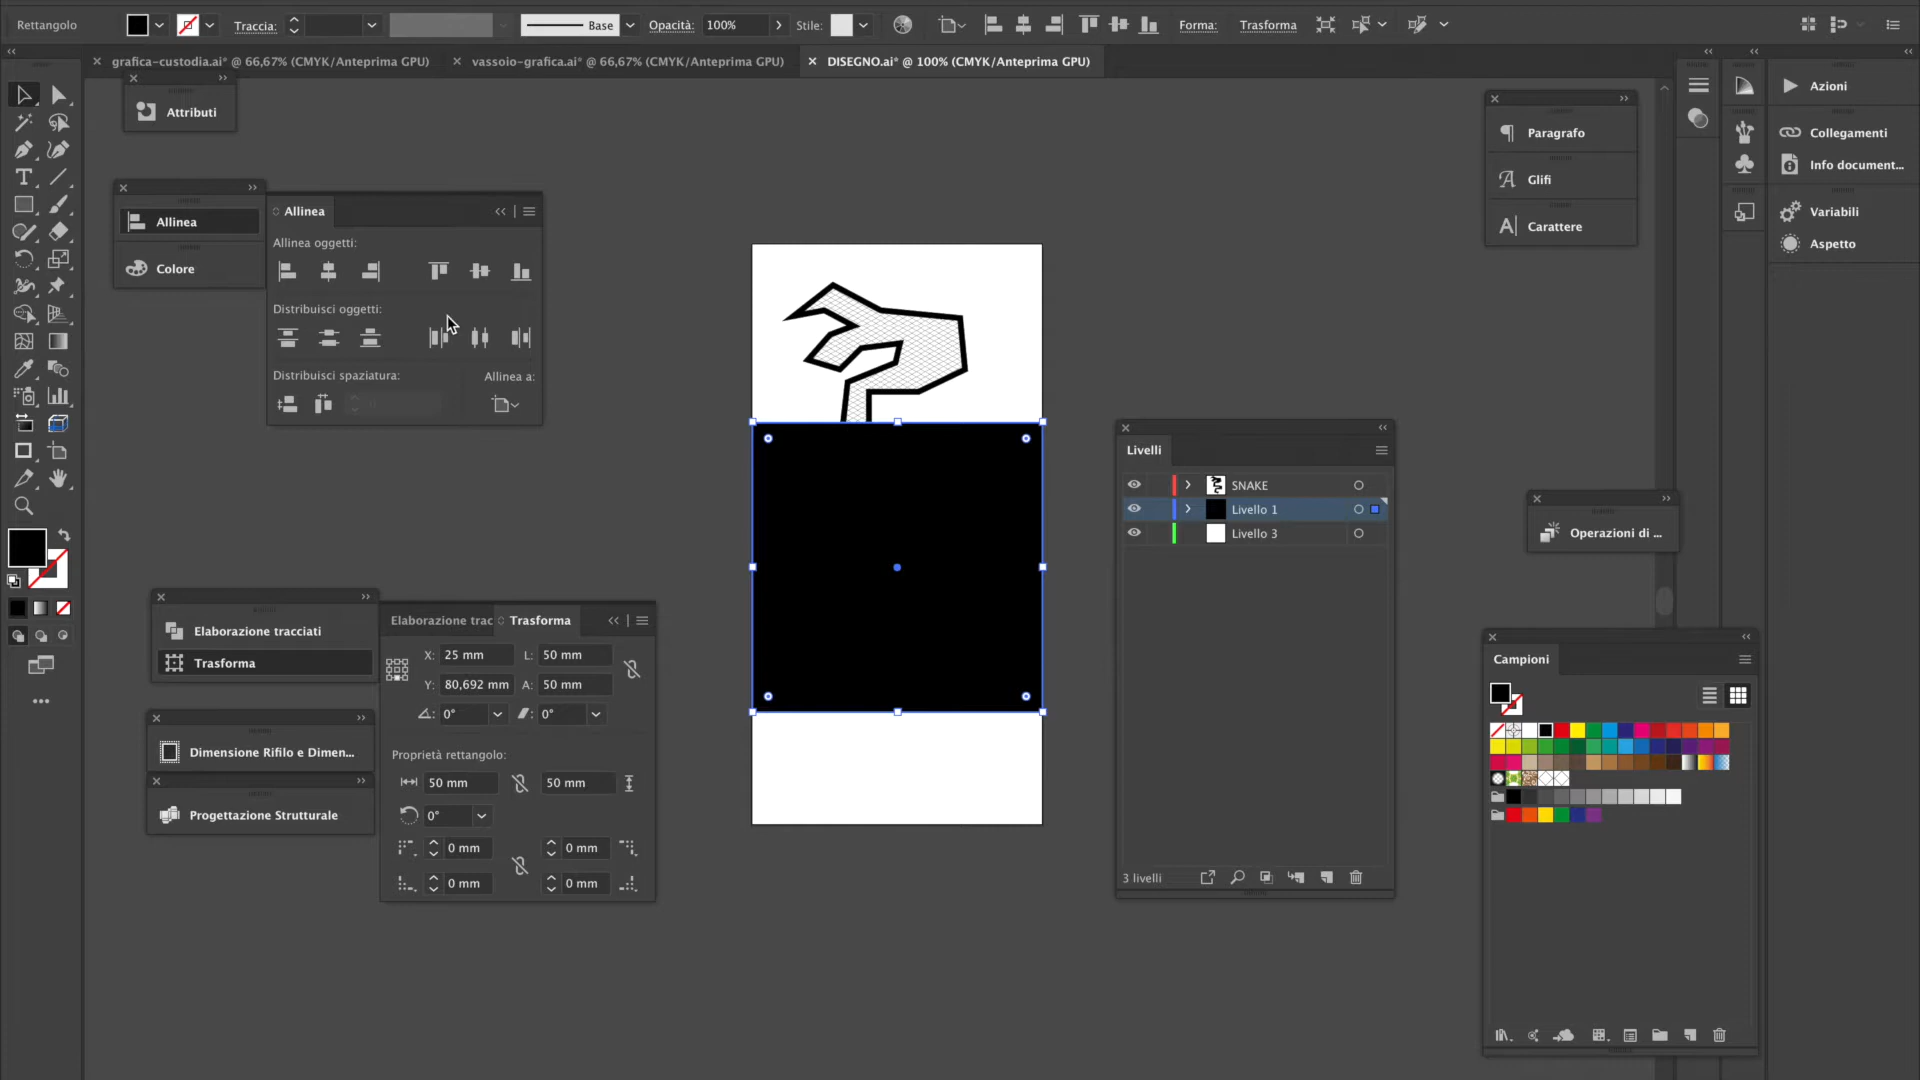 Rettangolo
Traccia:
Base
Opacità: 100%
Stile:
Forma:
Trasforma
grafica-custodia.ai* @ 66,67% (CMYK/Anteprima GPU)
vassoio-grafica.ai* @ 66,67% (CMYK/Anteprima GPU)
DISEGNO.ai* @ 100% (CMYK/Anteprima GPU)
Attributi
Allinea
Colore
Allinea
Allinea oggetti:
Distribuisci oggetti:
Distribuisci spaziatura:
Allinea a:
Paragrafo
Glifi
Carattere
Azioni
Collegamenti
Info document...
Variabili
Aspetto
Livelli
SNAKE
Livello 1
Livello 3
3 livelli
Operazioni di ...
Elaborazione tracciati
Trasforma
Dimensione Rifilo e Dimen...
Progettazione Strutturale
Elaborazione trac
Trasforma
X: 25 mm L: 50 mm
Y: 80,692 mm A: 50 mm
0° 0°
Proprietà rettangolo:
50 mm 50 mm
0°
0 mm 0 mm
0 mm 0 mm
Campioni